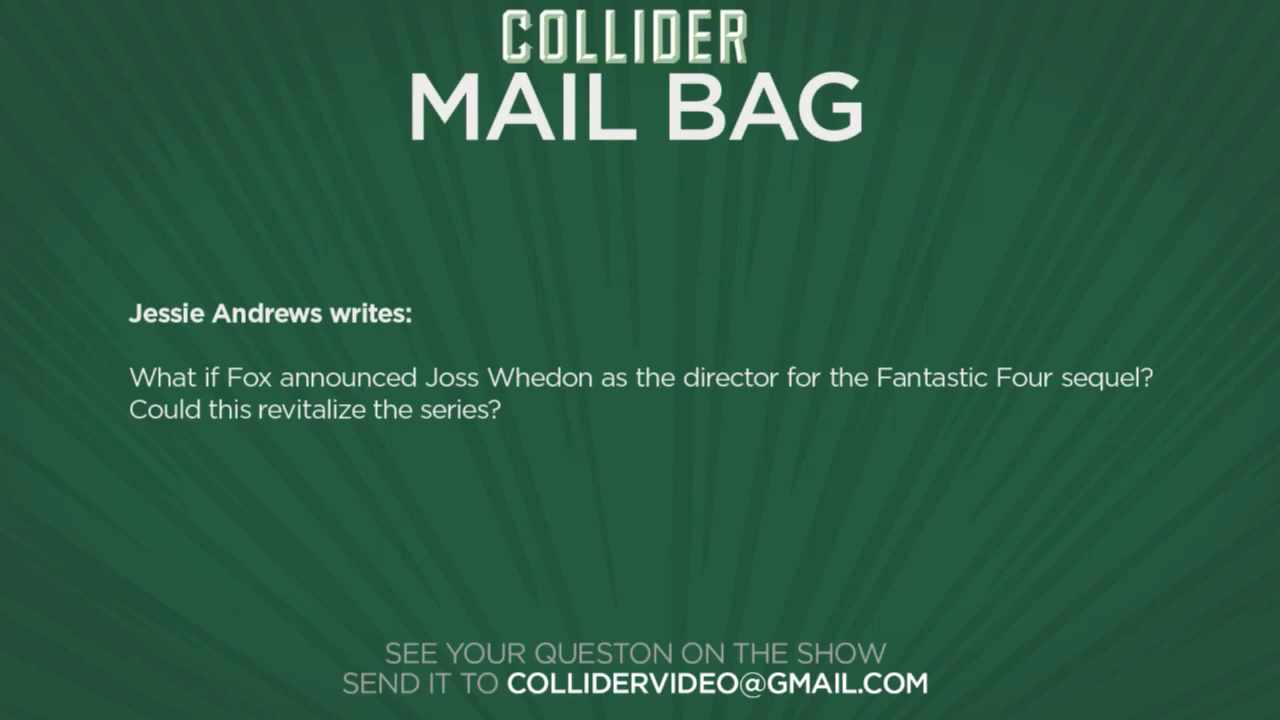 COLLIDER
MAIL BAG
Jessie Andrews writes:
What if Fox announced Joss Whedon as the director for the Fantastic Four sequel?
Could this revitalize the series?
SEE YOUR QUESTON ON THE SHOW
SEND IT TO COLLIDERVIDEO@GMAIL.COM